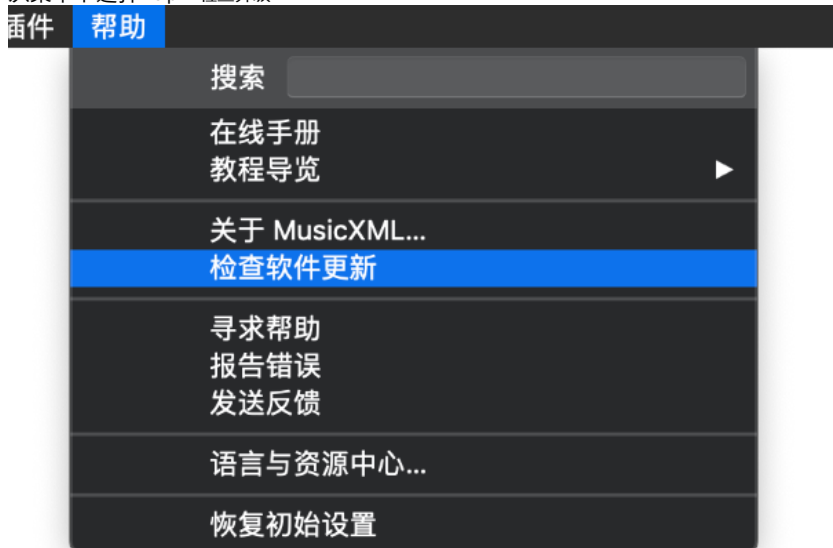 插件 帮助
搜索
在线手册
教程导览
关于 MusicXML...
检查软件更新
寻求帮助
报告错误
发送反馈
语言与资源中心...
恢复初始设置